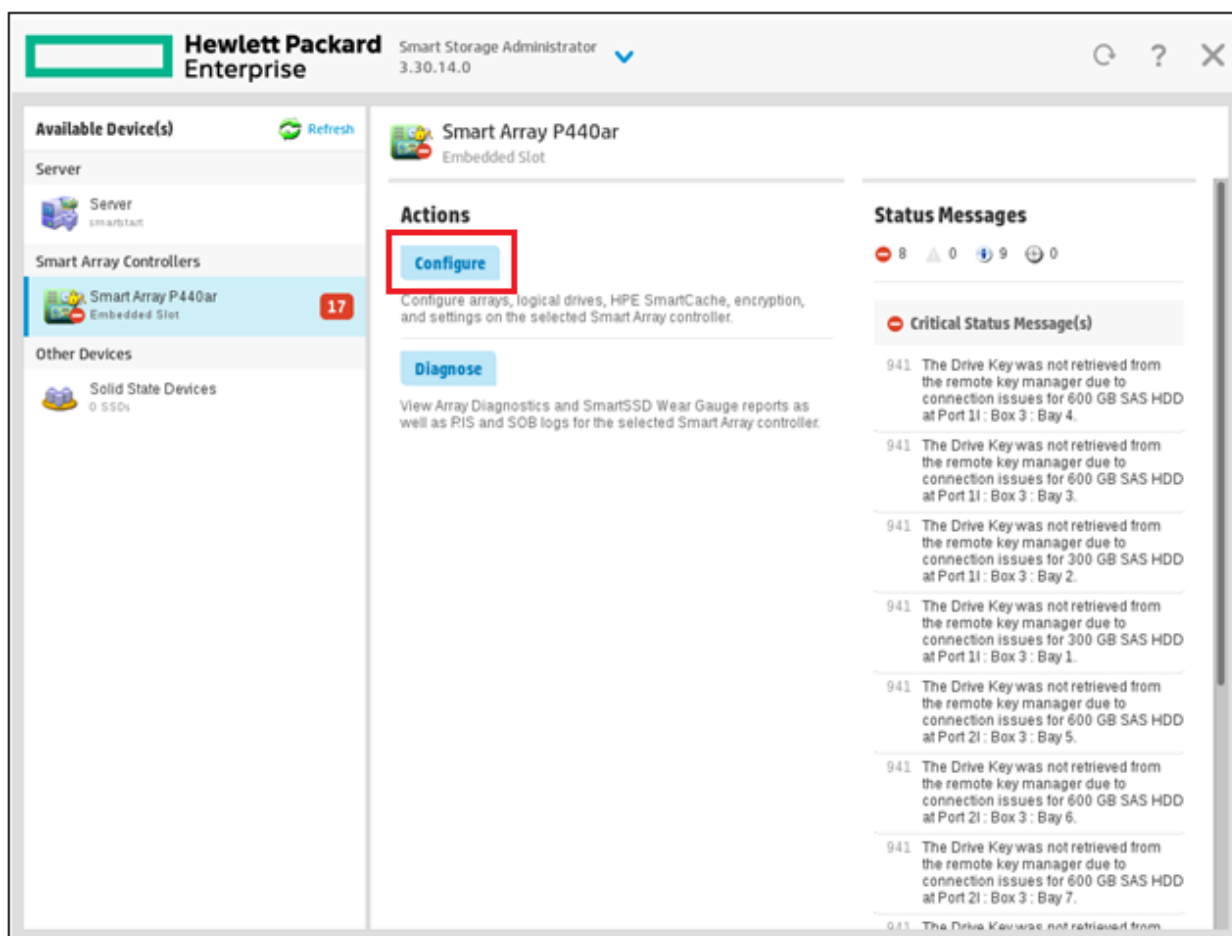 Hewlett Packard
Enterprise
Smart Storage Administrator
3.30.14.0
?
Available Device(s)
Refresh
Server
Server
smartstart
Smart Array Controllers
Smart Array P440ar
Embedded Slot
17
Other Devices
Solid State Devices
0 SSDs
Smart Array P440ar
Embedded Slot
Actions
Configure
Configure arrays, logical drives, HPE SmartCache, encryption,
and settings on the selected Smart Array controller.
Diagnose
View Array Diagnostics and SmartSSD Wear Gauge reports as
well as RIS and SOB logs for the selected Smart Array controller.
Status Messages
8 0 9 0
Critical Status Message(s)
941 The Drive Key was not retrieved from
the remote key manager due to
connection issues for 600 GB SAS HDD
at Port 1I : Box 3 : Bay 4.
941 The Drive Key was not retrieved from
the remote key manager due to
connection issues for 600 GB SAS HDD
at Port 1I : Box 3 : Bay 3.
941 The Drive Key was not retrieved from
the remote key manager due to
connection issues for 300 GB SAS HDD
at Port 1I : Box 3 : Bay 2.
941 The Drive Key was not retrieved from
the remote key manager due to
connection issues for 300 GB SAS HDD
at Port 1I : Box 3 : Bay 1.
941 The Drive Key was not retrieved from
the remote key manager due to
connection issues for 600 GB SAS HDD
at Port 2I : Box 3 : Bay 5.
941 The Drive Key was not retrieved from
the remote key manager due to
connection issues for 600 GB SAS HDD
at Port 2I : Box 3 : Bay 6.
941 The Drive Key was not retrieved from
the remote key manager due to
connection issues for 600 GB SAS HDD
at Port 2I : Box 3 : Bay 7.
941 The Drive Key was not retrieved from